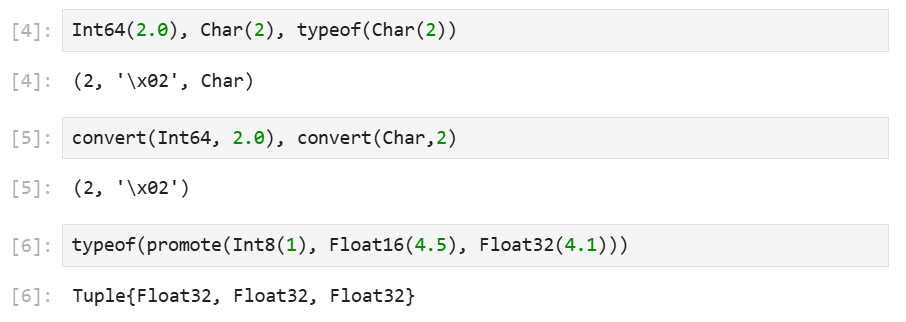 [4]: Int64(2.0), Char(2), typeof(Char(2))
[4]: (2, '\x02', Char)
[5]: convert(Int64, 2.0), convert(Char,2)
[5]: (2, '\x02')
[6]: typeof(promote(Int8(1), Float16(4.5), Float32(4.1)))
[6]: Tuple{Float32, Float32, Float32}